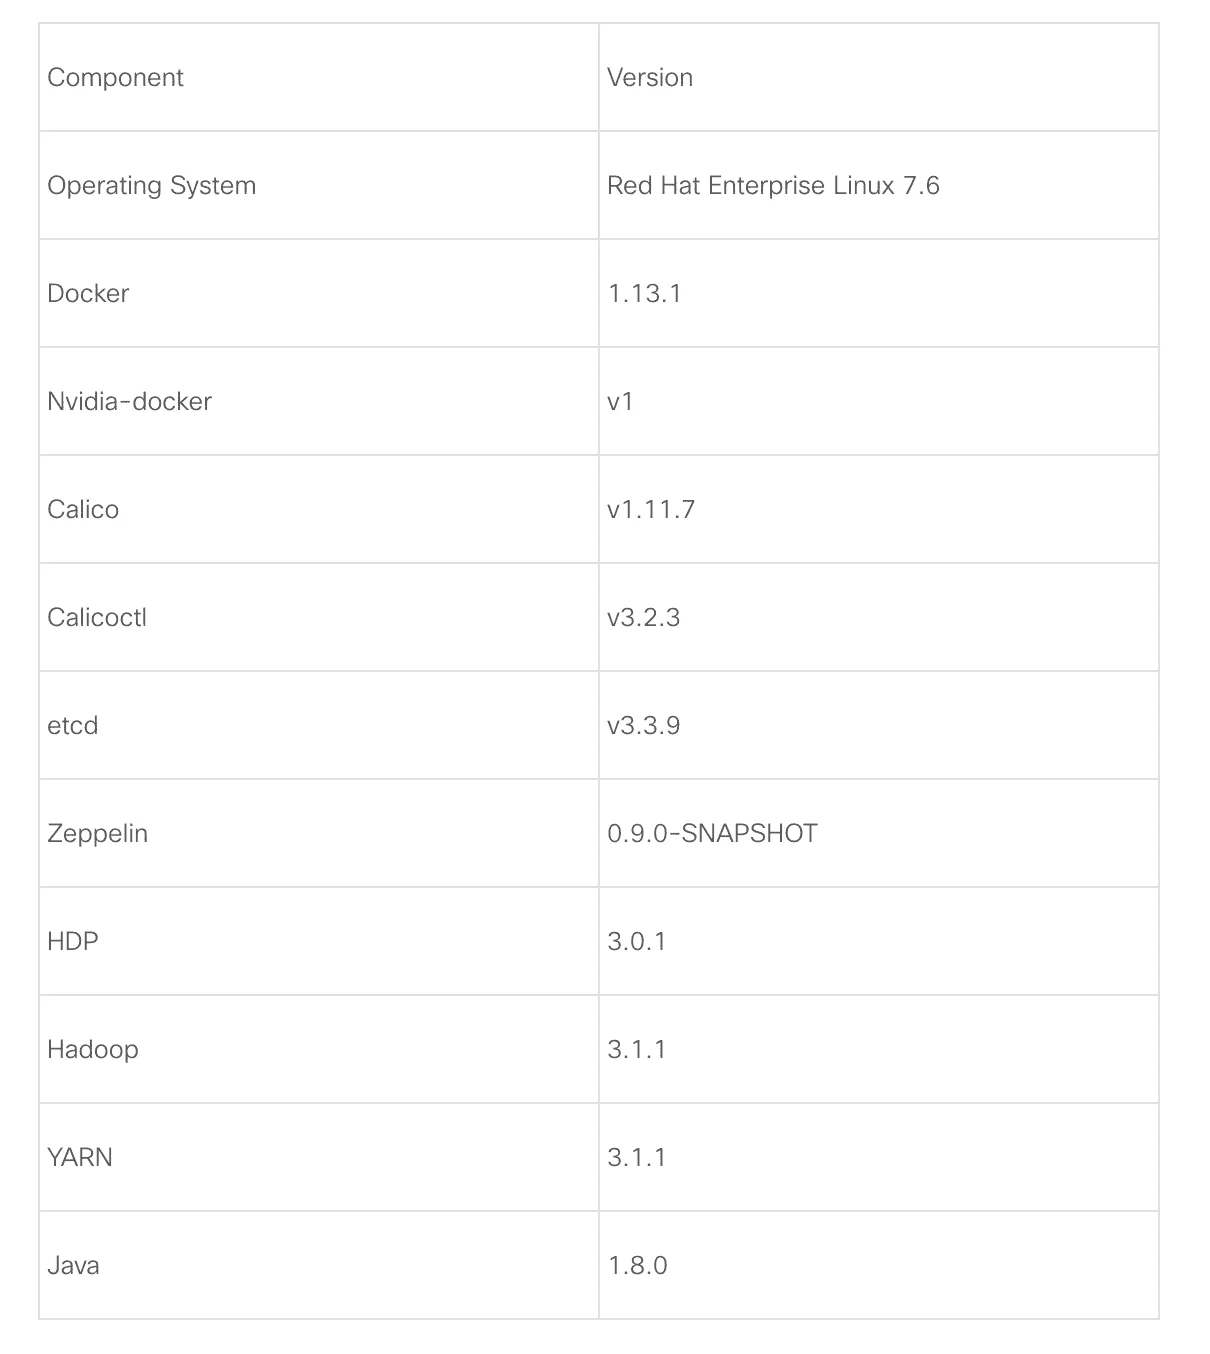 Component Version
Operating System Red Hat Enterprise Linux 7.6
Docker 1.13.1
Nvidia-docker v1
Calico v1.11.7
Calicoctl v3.2.3
etcd v3.3.9
Zeppelin 0.9.0-SNAPSHOT
HDP 3.0.1
Hadoop 3.1.1
YARN 3.1.1
Java 1.8.0